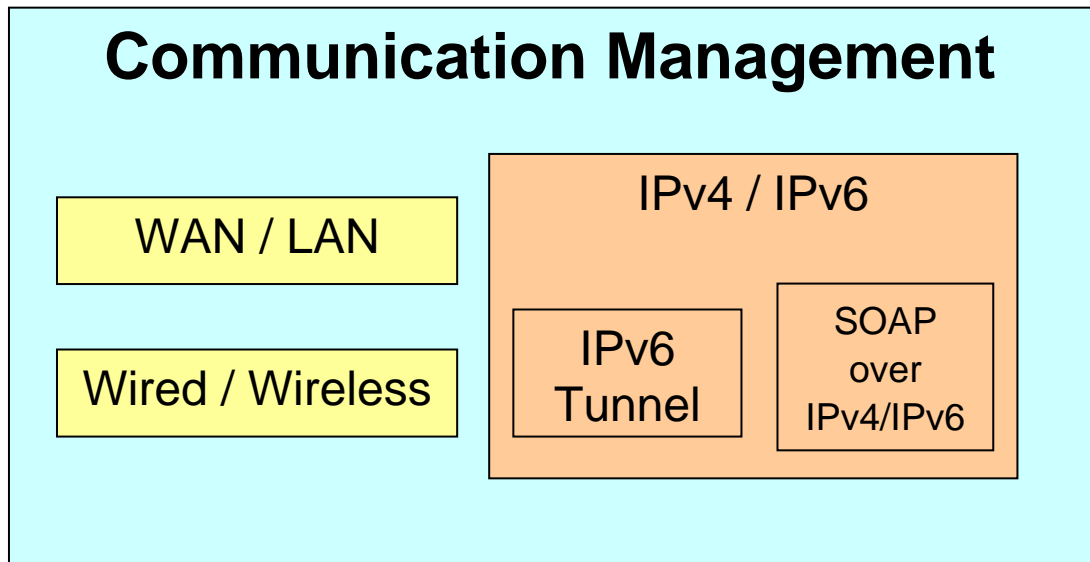 Communication Management
WAN / LAN
Wired / Wireless
IPv4 / IPv6
IPv6
Tunnel
SOAP
over
IPv4/IPv6